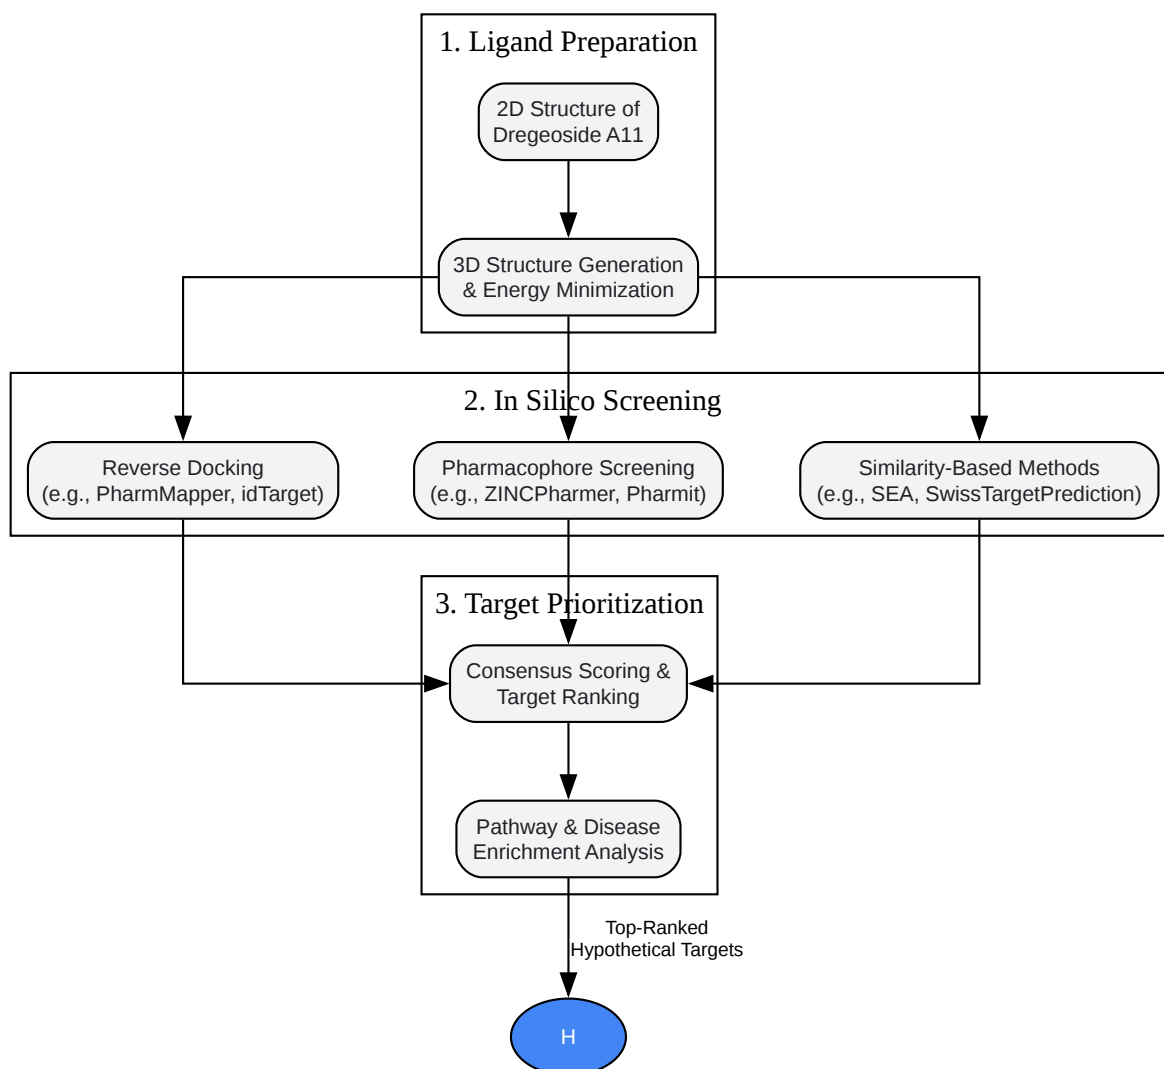 1. Ligand Preparation
2D Structure of
Dregeoside A11
3D Structure Generation
& Energy Minimization
2. In Silico Screening
Reverse Docking
(e.g., PharmMapper, idTarget)
Pharmacophore Screening
(e.g., ZINCPharmer, Pharmit)
Similarity-Based Methods
(e.g., SEA, SwissTargetPrediction)
3. Target Prioritization
Consensus Scoring &
Target Ranking
Pathway & Disease
Enrichment Analysis
Top-Ranked
Hypothetical Targets
H